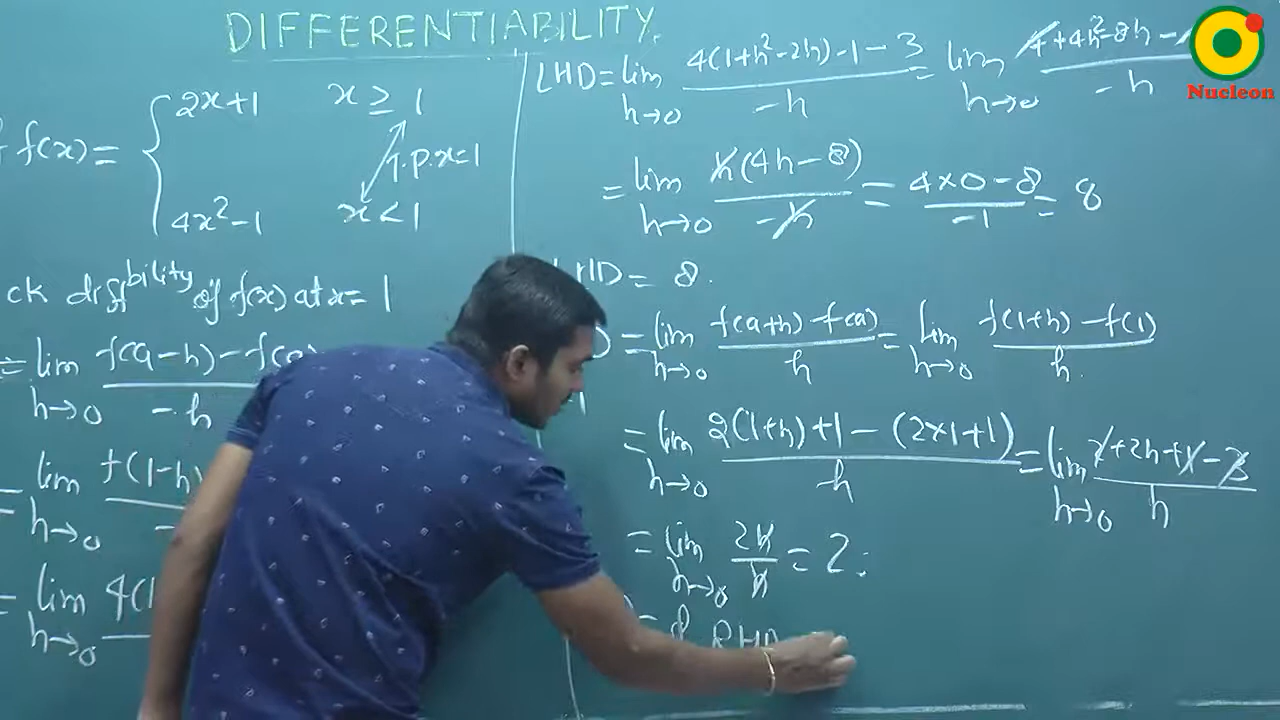 DIFFERENTIABILITY.
f(x) = { 2x+1 x ≥ 1
T.P. x=1
4x²-1 x < 1
ck diffbility of f(x) at x = 1
= lim h→0 f(a-h) - f(a) / -h
= lim h→0 f(1-h)
= lim h→0 4(1
LHD = lim h→0 4(1+h²-2h)-1-3 / -h = lim h→0 4+4h²-8h- / -h
= lim h→0 h(4h-8) / -h = 4×0-8 / -1 = 8
LHD = 8.
= lim h→0 f(a+h) - f(a) / h = lim h→0 f(1+h) - f(1) / h.
= lim h→0 2(1+h)+1 - (2×1+1) / h = lim h→0 2+2h+1-3 / h
= lim h→0 2h / h = 2.
= 8 RHD
Nucleon